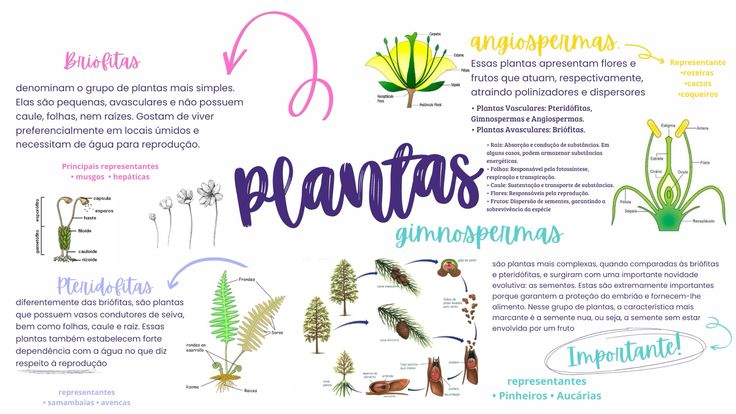 Briófitas
denominam o grupo de plantas mais simples.
Elas são pequenas, avasculares e não possuem
caule, folhas, nem raízes. Gostam de viver
preferencialmente em locais úmidos e
necessitam de água para reprodução.
Principais representantes
• musgos • hepáticas
cápsula
esporos
haste
filoide
cauloide
rizoide
esporófito
gametófito
Pteridófitas
diferentemente das briófitas, são plantas
que possuem vasos condutores de seiva,
bem como folhas, caule e raiz. Essas
plantas também estabelecem forte
dependência com a água no que diz
respeito à reprodução
representantes
• samambaias • avencas
Frondes
Soros
Rizoma
Raízes
plantas
angiospermas.
Essas plantas apresentam flores e
frutos que atuam, respectivamente,
atraindo polinizadores e dispersores
• Plantas Vasculares: Pteridófitas,
Gimnospermas e Angiospermas.
• Plantas Avasculares: Briófitas.
• Raiz: Absorção e condução de substâncias. Em
alguns casos, podem armazenar substâncias
energéticas.
• Folhas: Responsável pela fotossíntese,
respiração e transpiração.
• Caule: Sustentação e transporte de substâncias.
• Flores: Responsáveis pela reprodução.
• Frutos: Dispersão de sementes, garantindo a
sobrevivência da espécie
Representante
•roseiras
•cactos
•coqueiros
Estigma
Antera
Estilete
Filete
Ovário
Óvulo
Pétala
Sépala
Receptáculo
gimnospermas
são plantas mais complexas, quando comparadas às briófitas
e pteridófitas, e surgiram com uma importante novidade
evolutiva: as sementes. Estas são extremamente importantes
porque garantem a proteção do embrião e fornecem-lhe
alimento. Nesse grupo de plantas, a característica mais
marcante é a semente nua, ou seja, a semente sem estar
envolvida por um fruto
Importante!
representantes
• Pinheiros • Aucárias